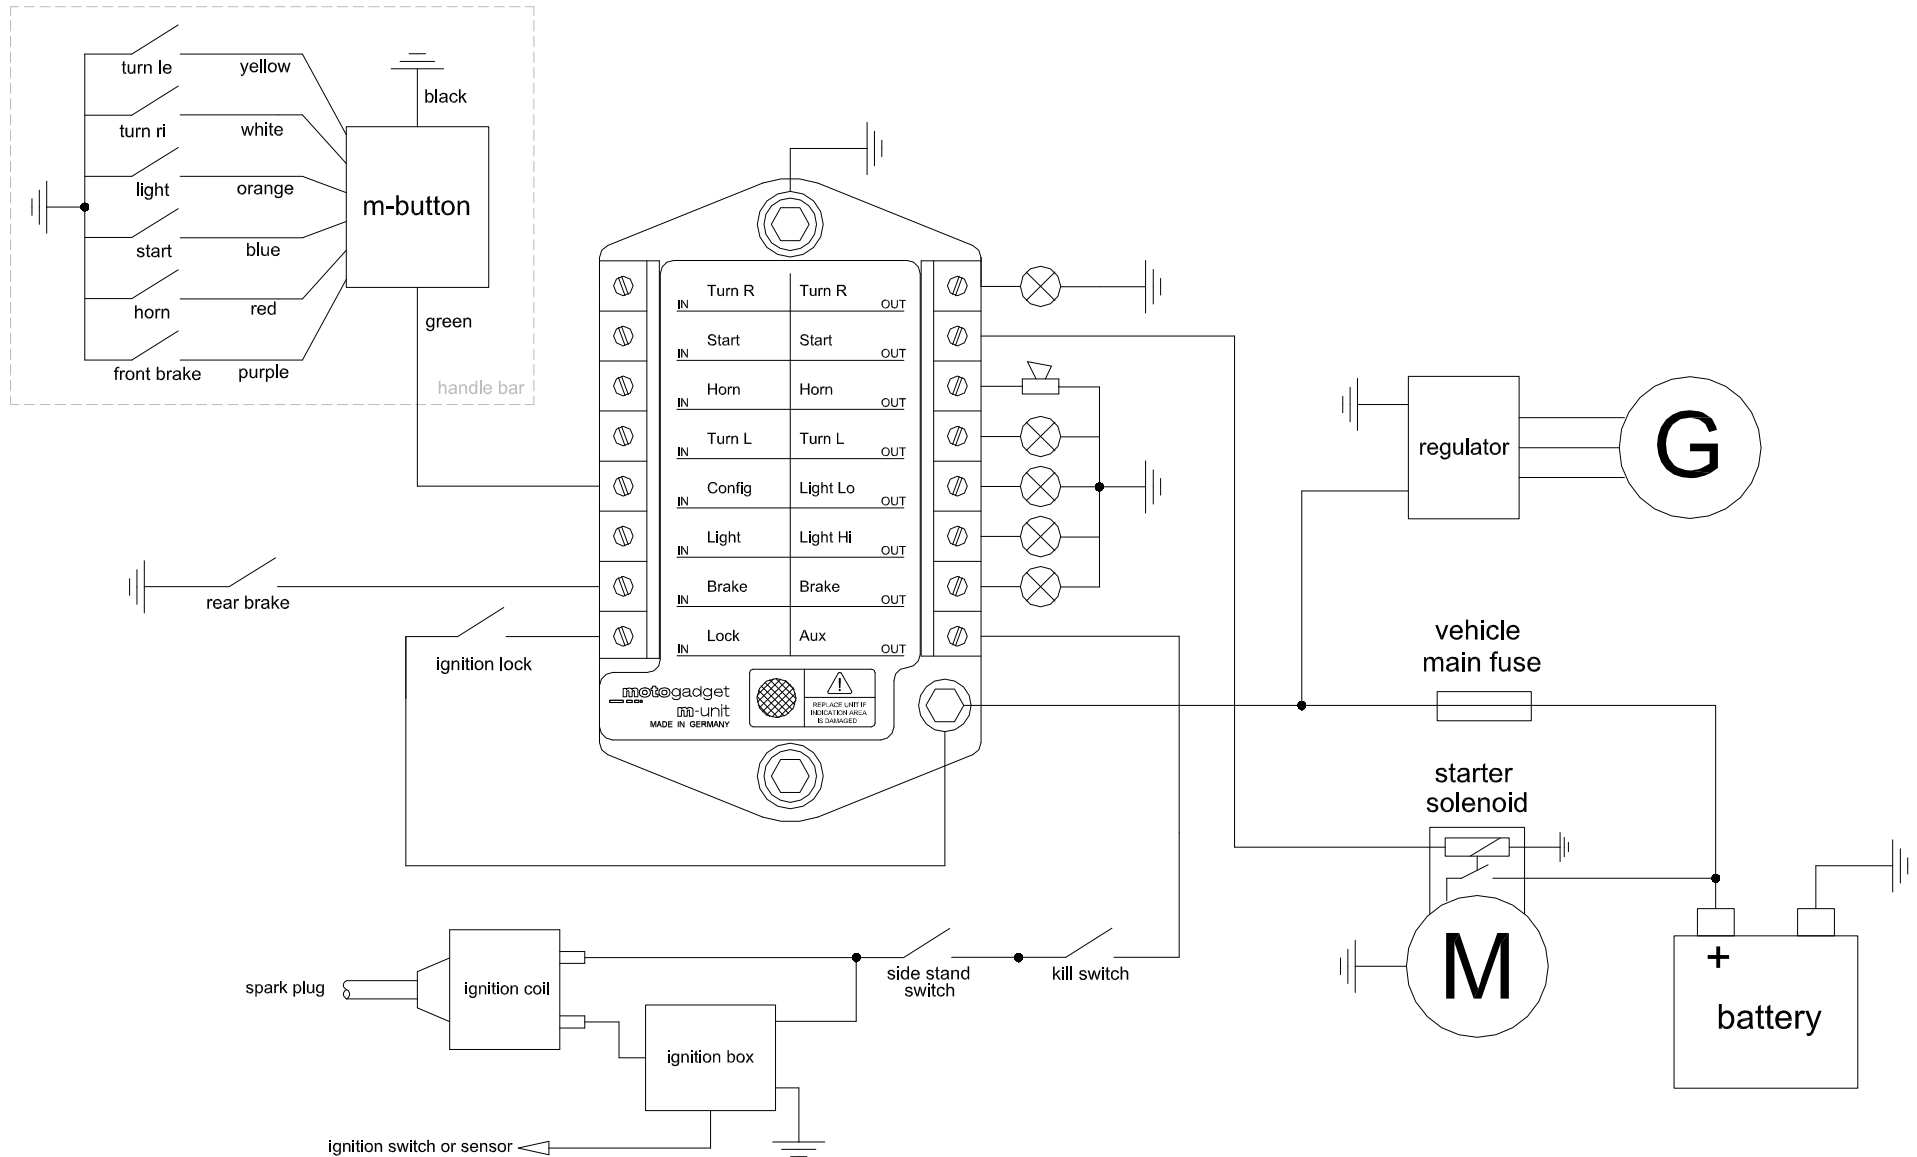 turn le yellow
turn ri white
light orange
start blue
horn red
front brake purple
black
m-button
green
handle bar
IN Turn R Turn R OUT
IN Start Start OUT
IN Horn Horn OUT
IN Turn L Turn L OUT
IN Config Light Lo OUT
IN Light Light Hi OUT
IN Brake Brake OUT
IN Lock Aux OUT
motogadget
m-unit
MADE IN GERMANY
!
REPLACE UNIT IF
INDICATION AREA
IS DAMAGED
rear brake
ignition lock
regulator
G
vehicle
main fuse
starter
solenoid
M
+
battery
spark plug
ignition coil
ignition box
side stand
switch
kill switch
ignition switch or sensor